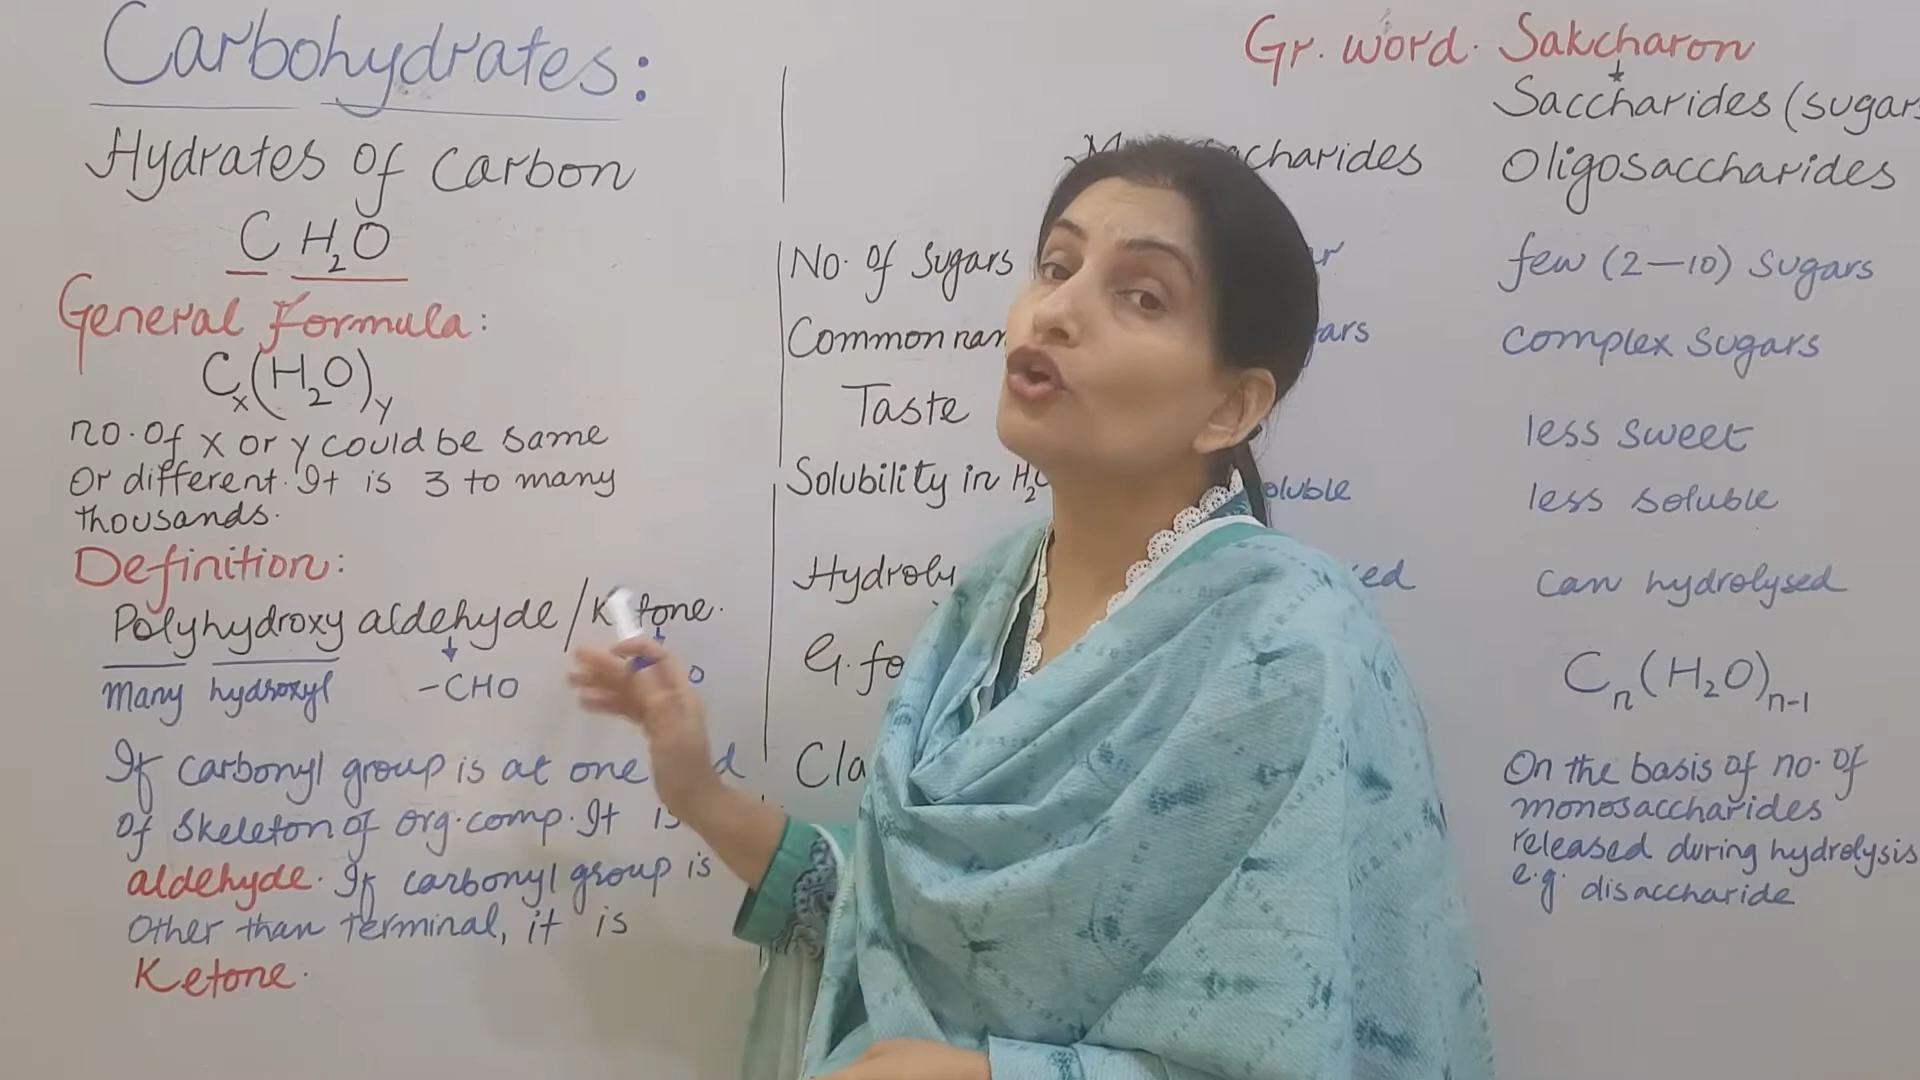 Carbohydrates:
Hydrates of Carbon
C H₂O
General Formula:
Cₓ(H₂O)ᵧ
no. of x or y could be same
Or different. It is 3 to many
thousands.
Definition:
Polyhydroxy aldehyde /
many hydroxyl -CHO
If carbonyl group is at one
of skeleton of org. comp. It is
aldehyde. If carbonyl group is
other than terminal, it is
Ketone.
Gr. word. Sakcharon
Saccharides (sugar
Oligosaccharides
No. of Sugars few (2-10) sugars
Common complex sugars
Taste less sweet
Solubility in less soluble
can hydrolysed
G. Cₙ(H₂O)ₙ₋₁
On the basis of no. of
monosaccharides
released during hydrolysis
e.g. disaccharide